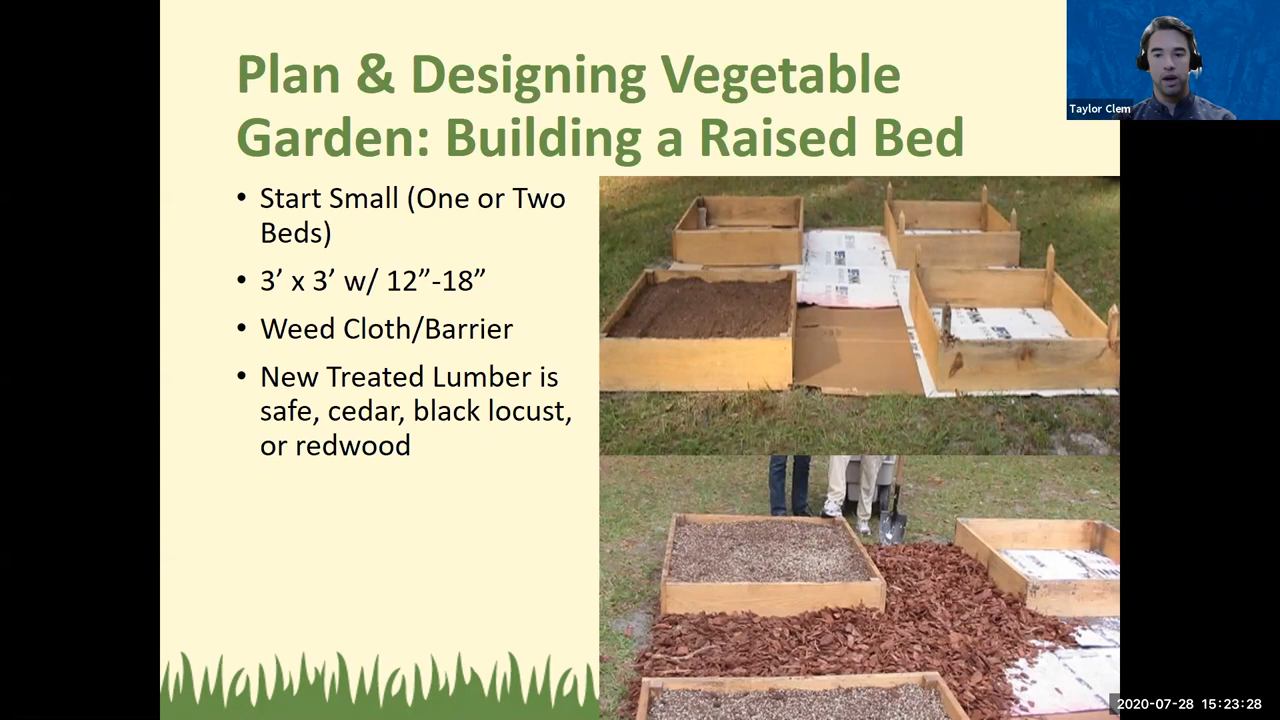 Plan & Designing Vegetable
Garden: Building a Raised Bed
Taylor Clem
• Start Small (One or Two
Beds)
• 3’ x 3’ w/ 12”-18”
• Weed Cloth/Barrier
• New Treated Lumber is
safe, cedar, black locust,
or redwood
2020-07-28 15:23:28